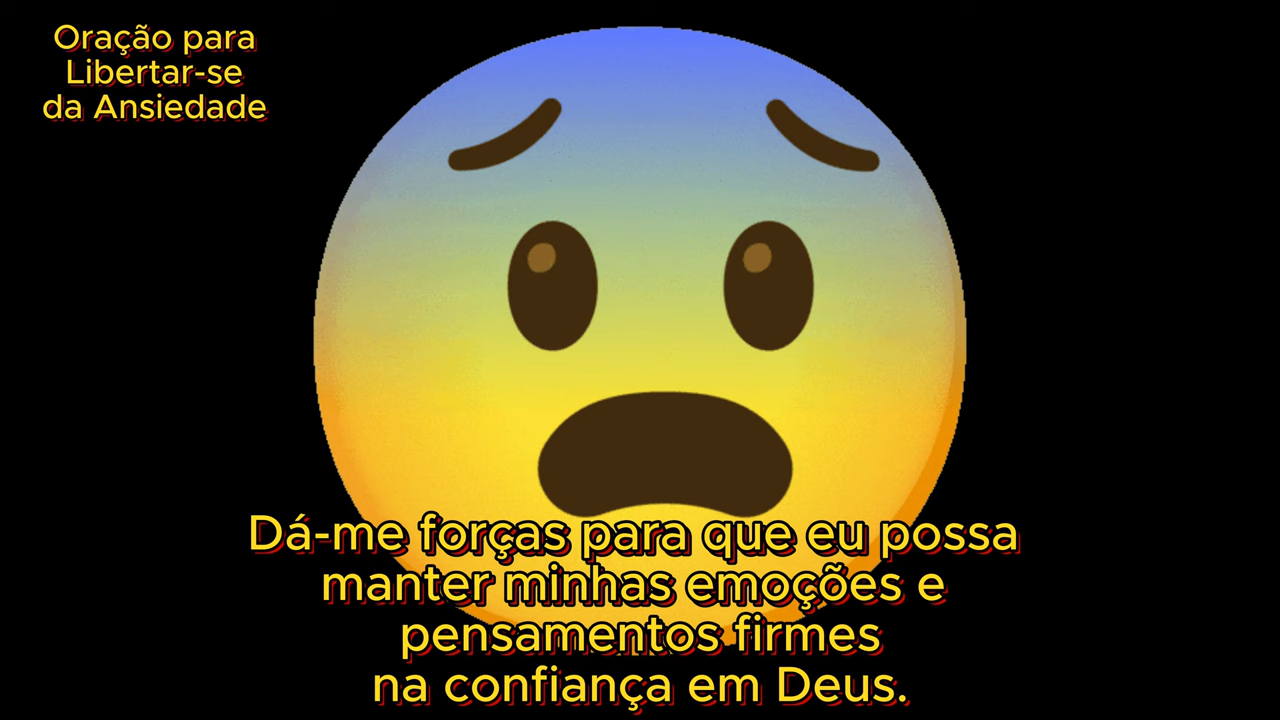 Oração para
Libertar-se
da Ansiedade
Dá-me forças para que eu possa
manter minhas emoções e
pensamentos firmes
na confiança em Deus.